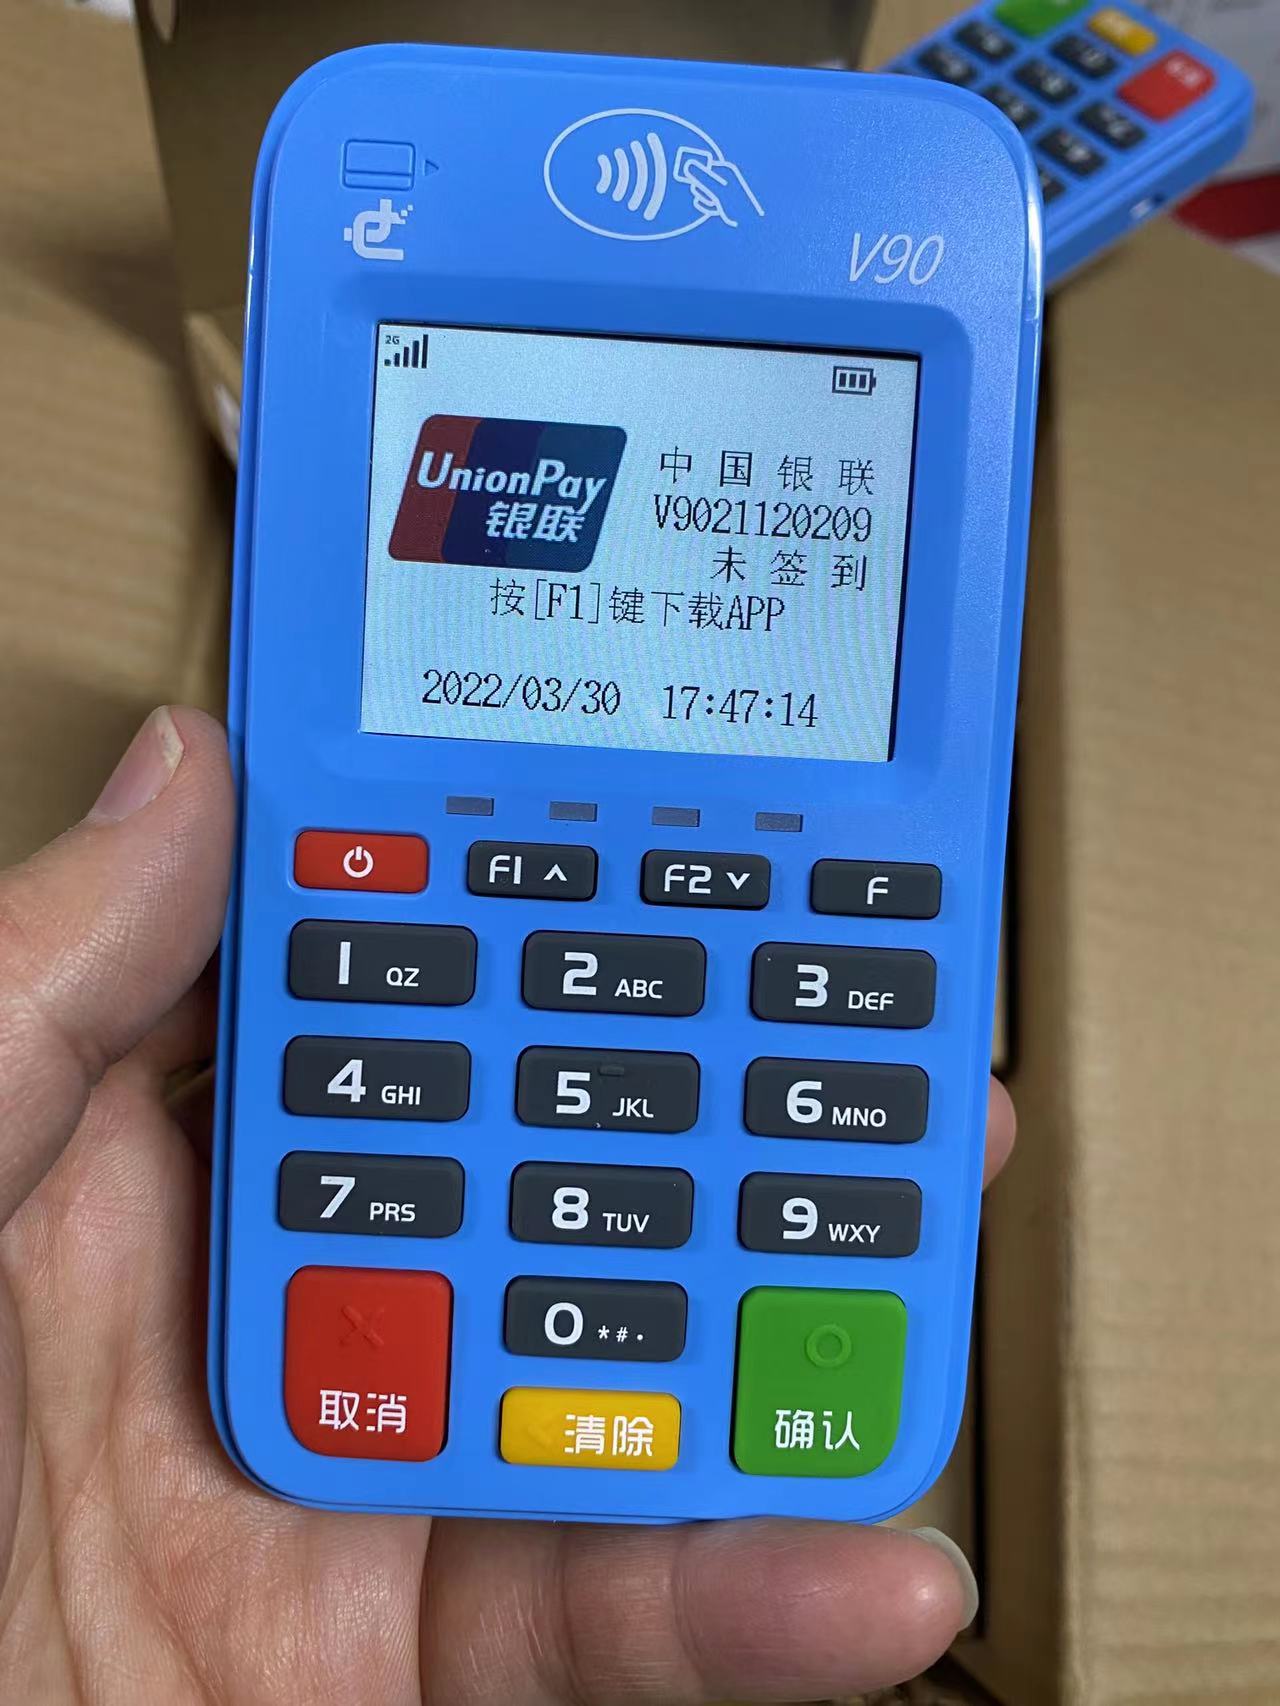 V90
2G
UnionPay
银联
中国银联
V9021120209
未签到
按[F1]键下载APP
2022/03/30 17:47:14
F1 F2 F
1 QZ 2 ABC 3 DEF
4 GHI 5 JKL 6 MNO
7 PRS 8 TUV 9 WXY
0 *#.
取消 清除 确认